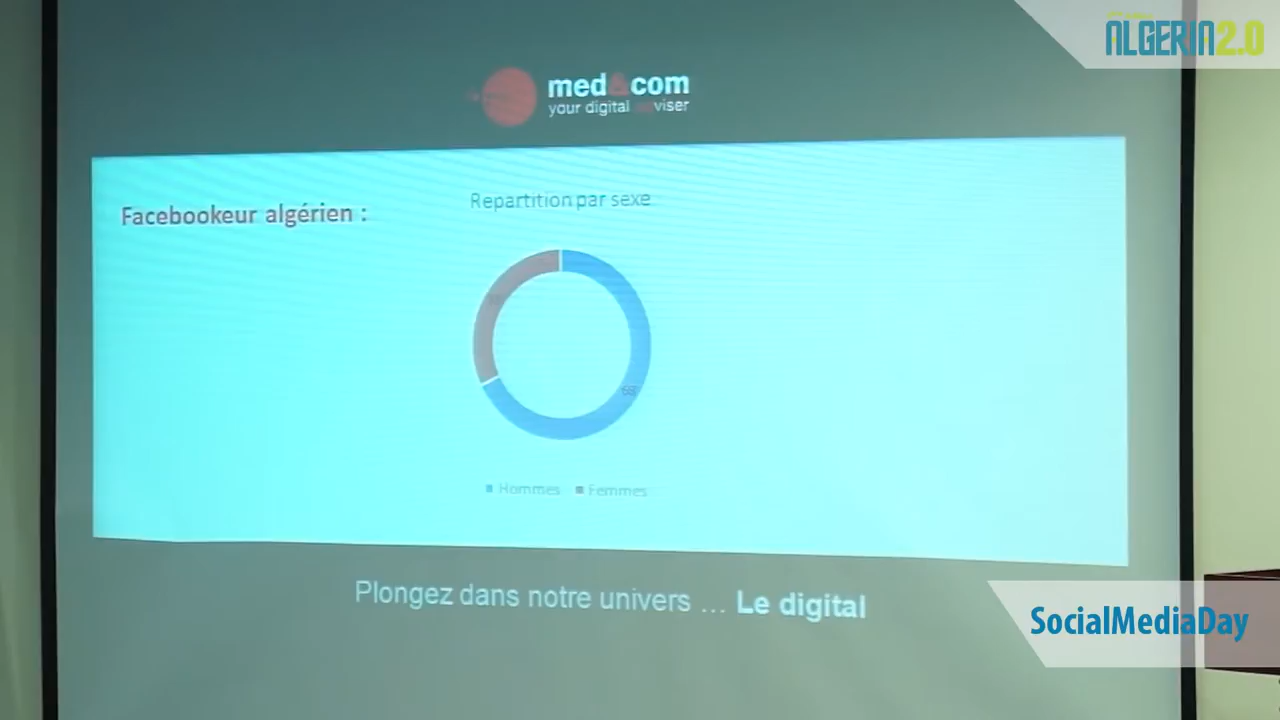 ALGERIA2.0
med&com
your digital adviser
Repartition par sexe
Facebookeur algérien :
Hommes Femmes
Plongez dans notre univers ... Le digital
SocialMediaDay